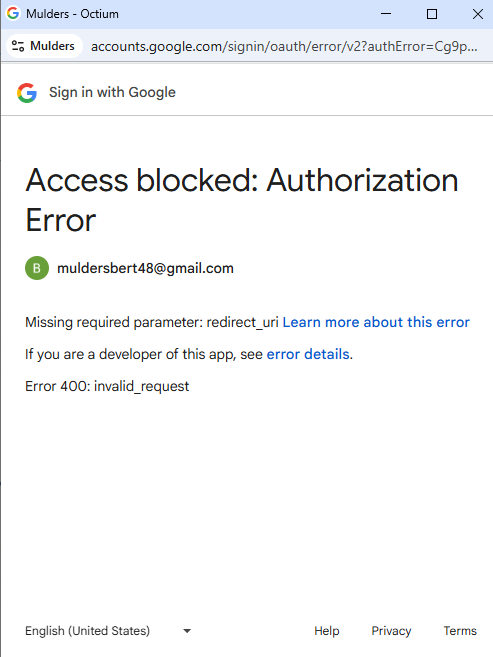 Mulders - Octium
Mulders
accounts.google.com/signin/oauth/error/v2?authError=Cg9p...
Sign in with Google
Access blocked: Authorization
Error
B
muldersbert48@gmail.com
Missing required parameter: redirect_uri Learn more about this error
If you are a developer of this app, see error details.
Error 400: invalid_request
English (United States)
Help
Privacy
Terms